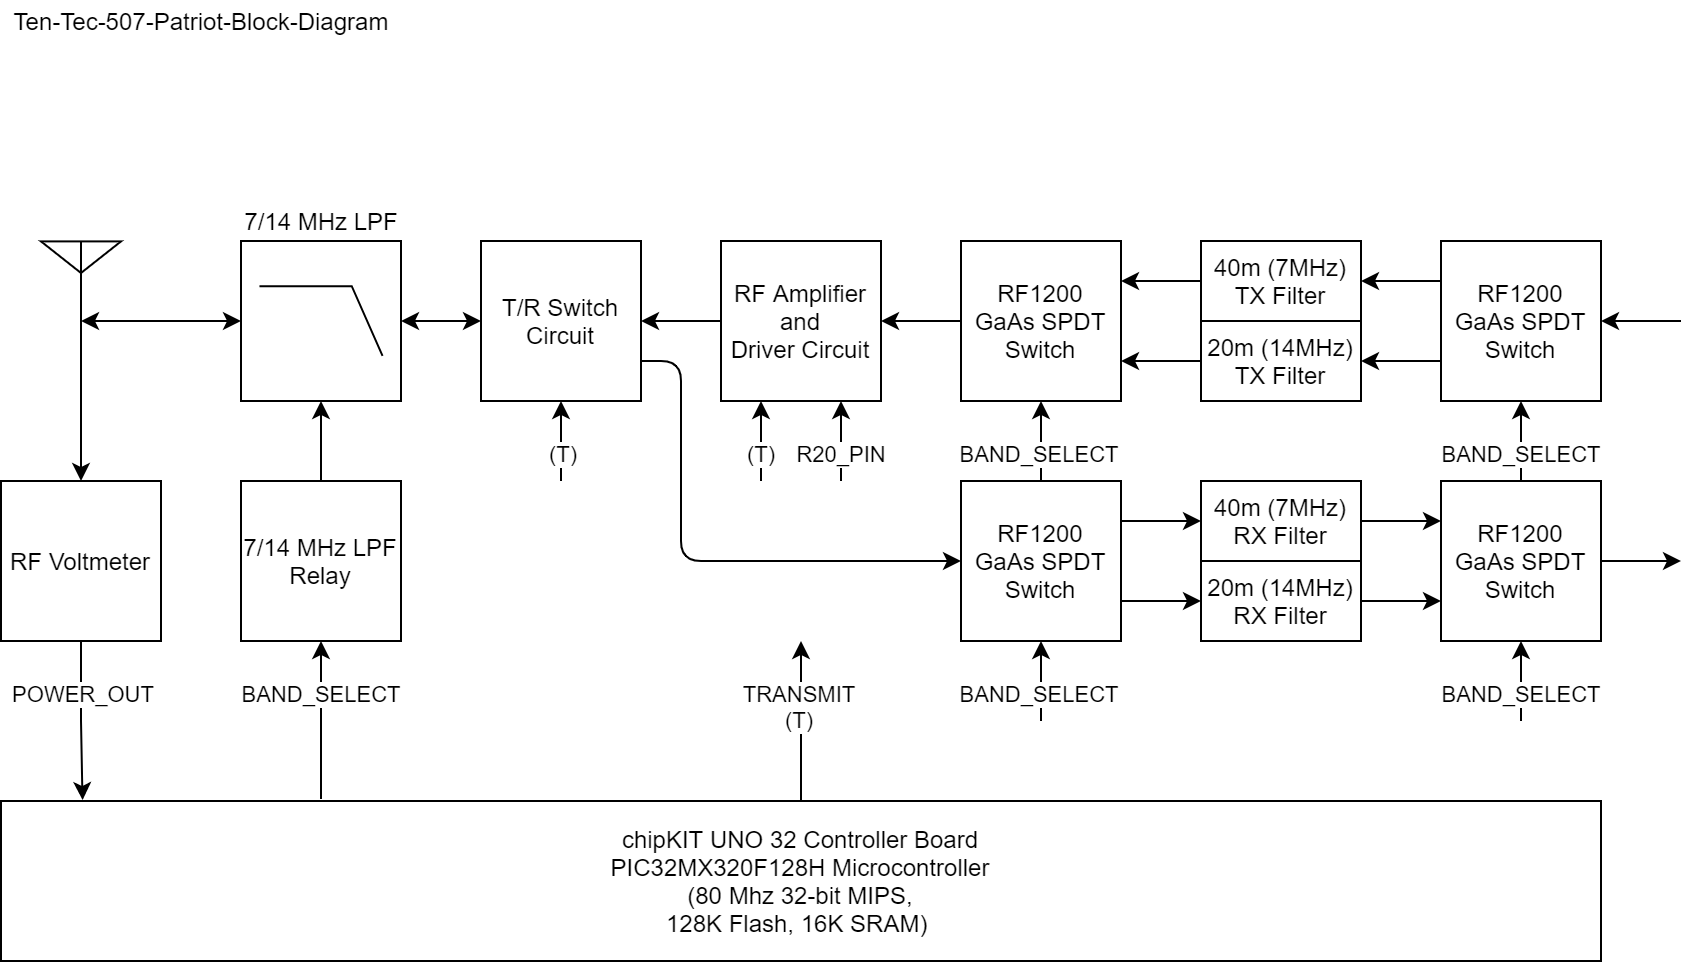 Ten-Tec-507-Patriot-Block-Diagram
7/14 MHz LPF
T/R Switch
Circuit
RF Amplifier
and
Driver Circuit
RF1200
GaAs SPDT
Switch
40m (7MHz)
TX Filter
20m (14MHz)
TX Filter
RF1200
GaAs SPDT
Switch
(T)
(T)
R20_PIN
BAND_SELECT
BAND_SELECT
RF Voltmeter
7/14 MHz LPF
Relay
RF1200
GaAs SPDT
Switch
40m (7MHz)
RX Filter
20m (14MHz)
RX Filter
RF1200
GaAs SPDT
Switch
POWER_OUT
BAND_SELECT
TRANSMIT
(T)
BAND_SELECT
BAND_SELECT
chipKIT UNO 32 Controller Board
PIC32MX320F128H Microcontroller
(80 Mhz 32-bit MIPS,
128K Flash, 16K SRAM)